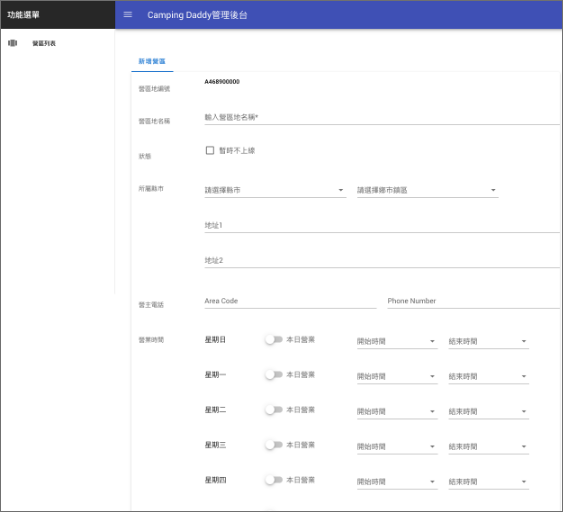 功能選單
Camping Daddy管理後台
營區列表
新增營區
營區地編號
A468900000
營區地名稱
輸入營區地名稱*
狀態
暫時不上線
所屬縣市
請選擇縣市
請選擇鄉市鎮區
地址1
地址2
營主電話
Area Code
Phone Number
營業時間
星期日
本日營業
開始時間
結束時間
星期一
本日營業
開始時間
結束時間
星期二
本日營業
開始時間
結束時間
星期三
本日營業
開始時間
結束時間
星期四
本日營業
開始時間
結束時間